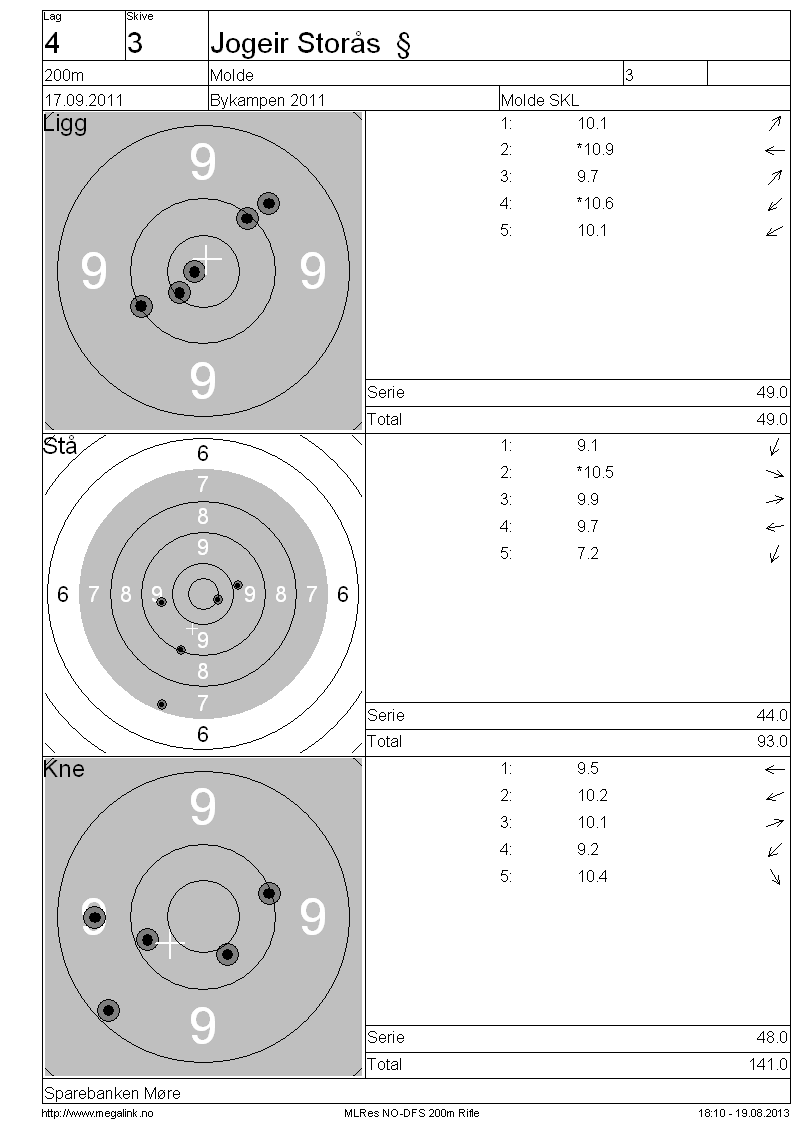 Lag Skive
4 3 Jogeir Storås §
200m Molde 3
17.09.2011 Bykampen 2011 Molde SKL
Ligg
1: 10.1
2: *10.9
3: 9.7
4: *10.6
5: 10.1
9
9 9
9
Serie 49.0
Total 49.0
Stå
1: 9.1
2: *10.5
3: 9.9
4: 9.7
5: 7.2
6
7
8
9
6 7 8 9 9 8 7 6
9
8
7
6
Serie 44.0
Total 93.0
Kne
1: 9.5
2: 10.2
3: 10.1
4: 9.2
5: 10.4
9
9 9
9
Serie 48.0
Total 141.0
Sparebanken Møre
http://www.megalink.no MLRes NO-DFS 200m Rifle 18:10 - 19.08.2013